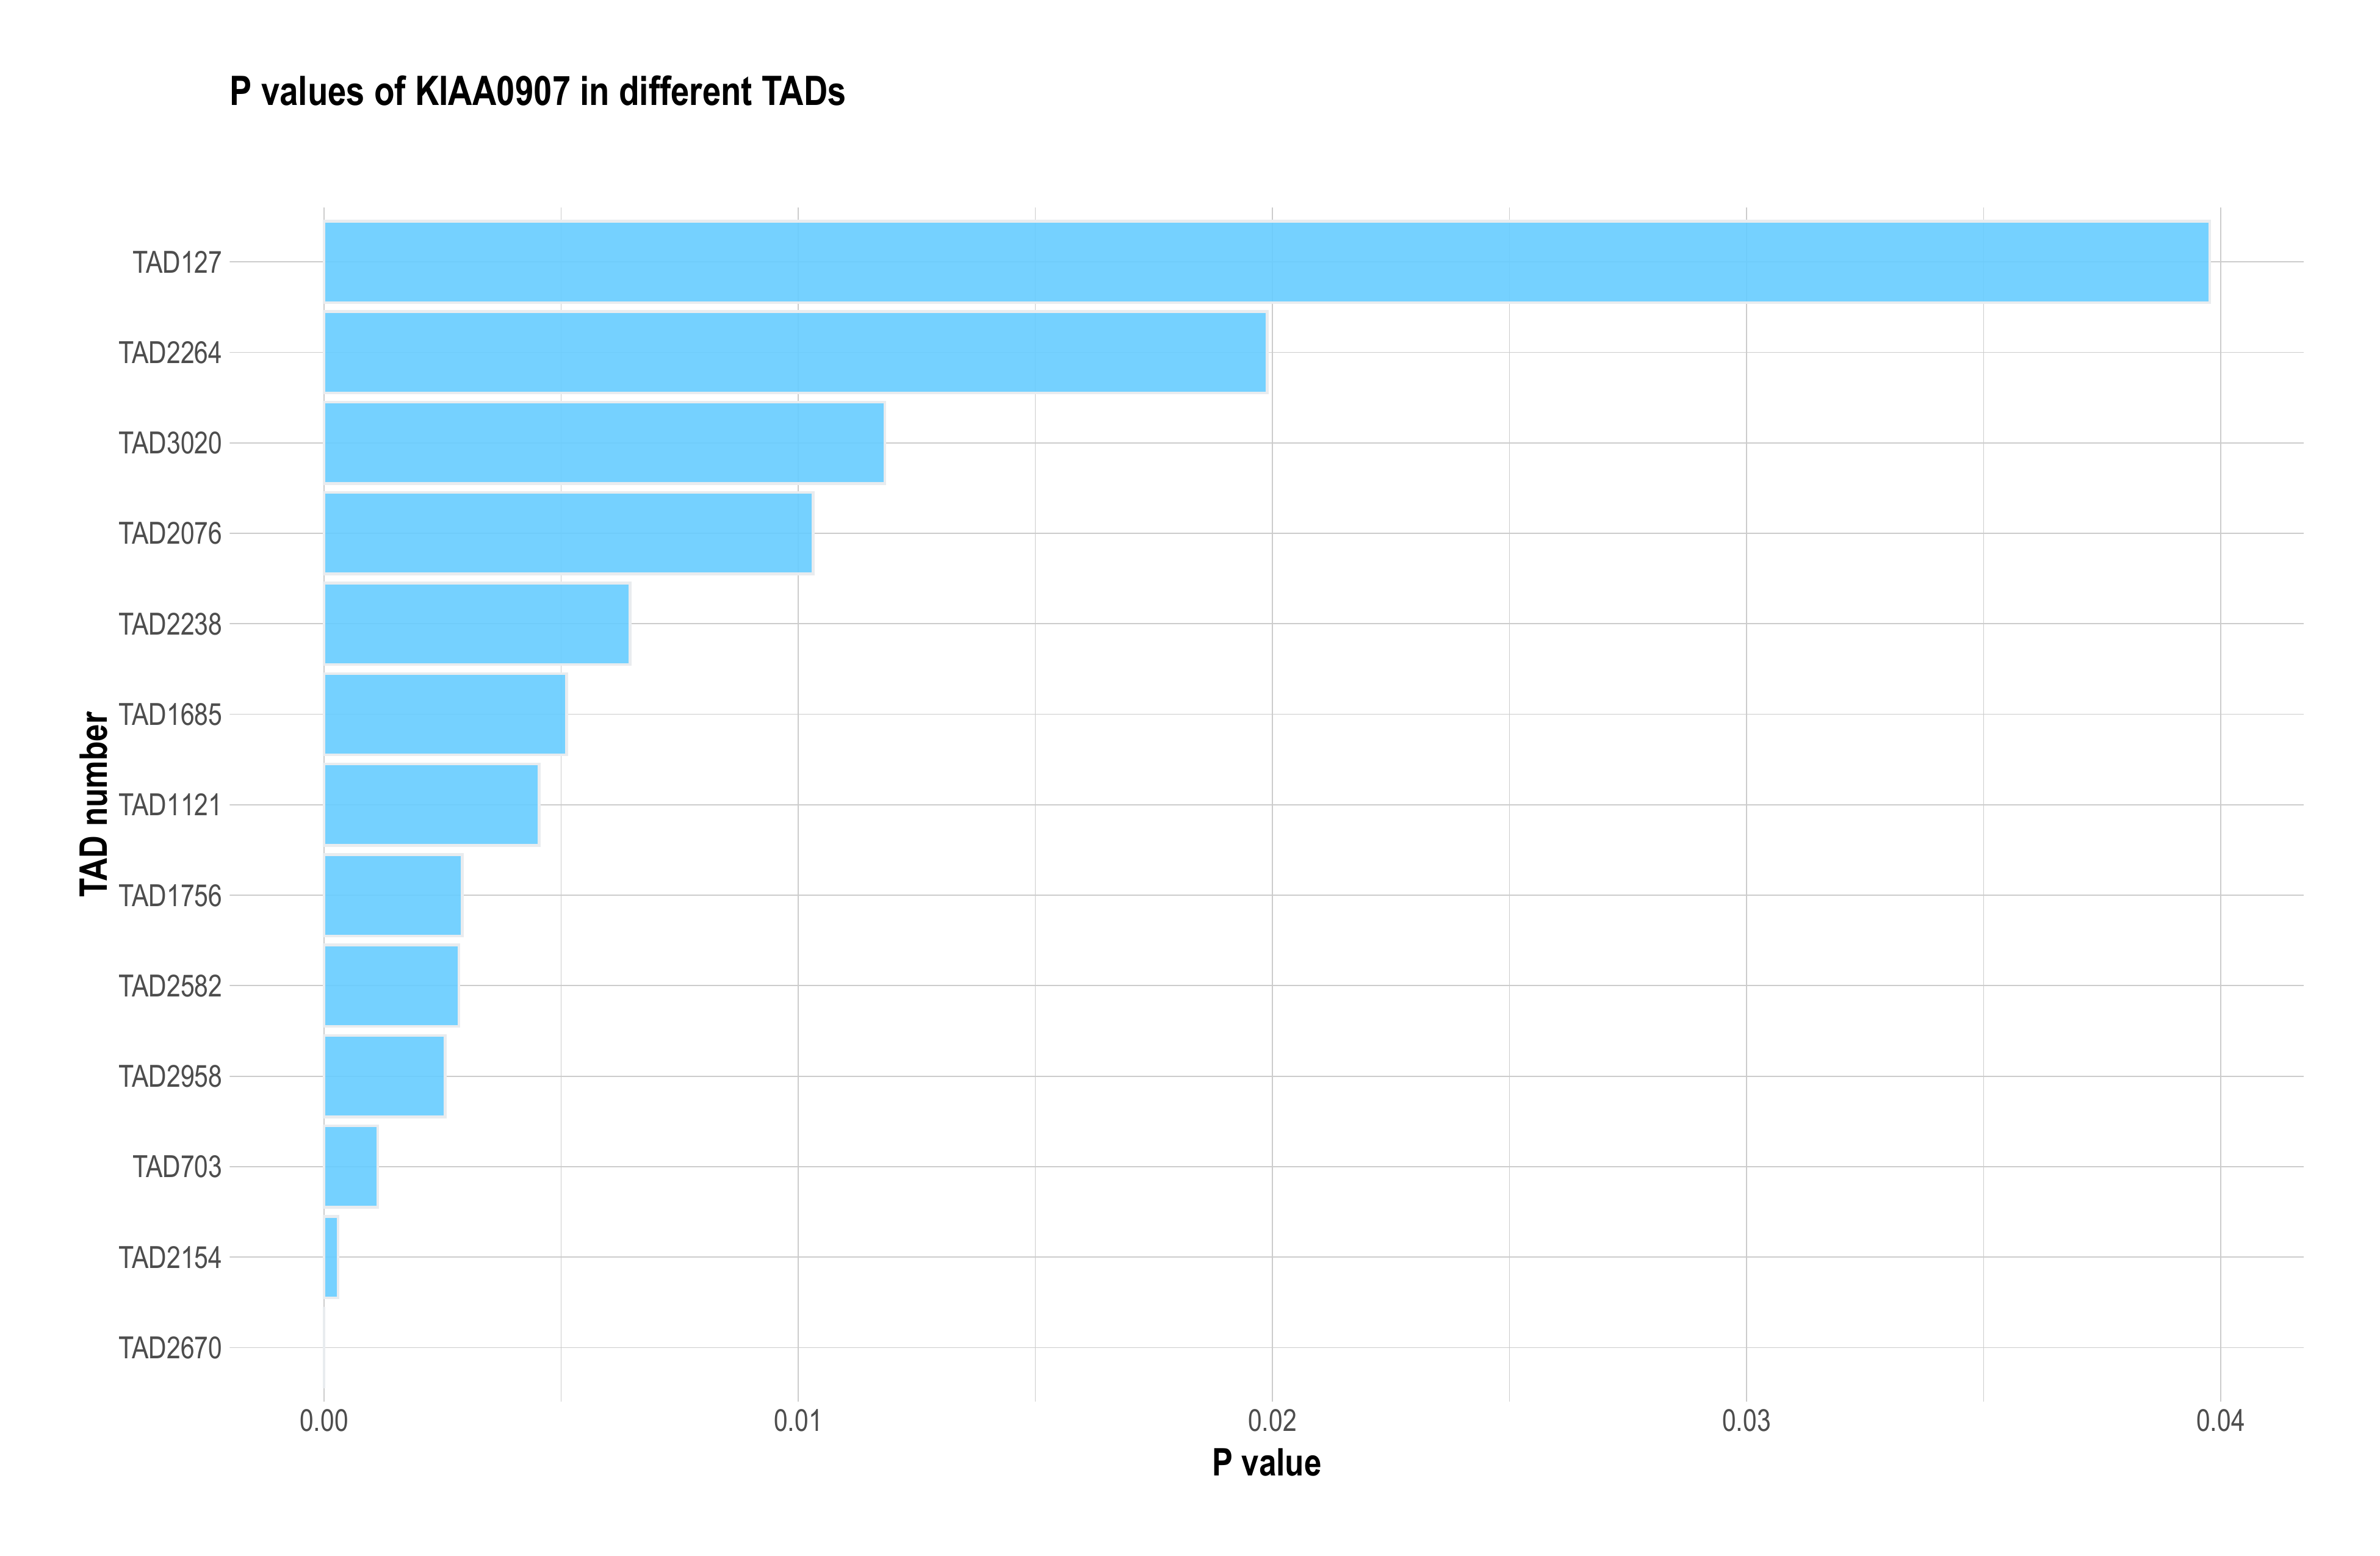 P values of KIAA0907 in different TADs
TAD number
TAD127
TAD2264
TAD3020
TAD2076
TAD2238
TAD1685
TAD1121
TAD1756
TAD2582
TAD2958
TAD703
TAD2154
TAD2670
0.00 0.01 0.02 0.03 0.04
P value